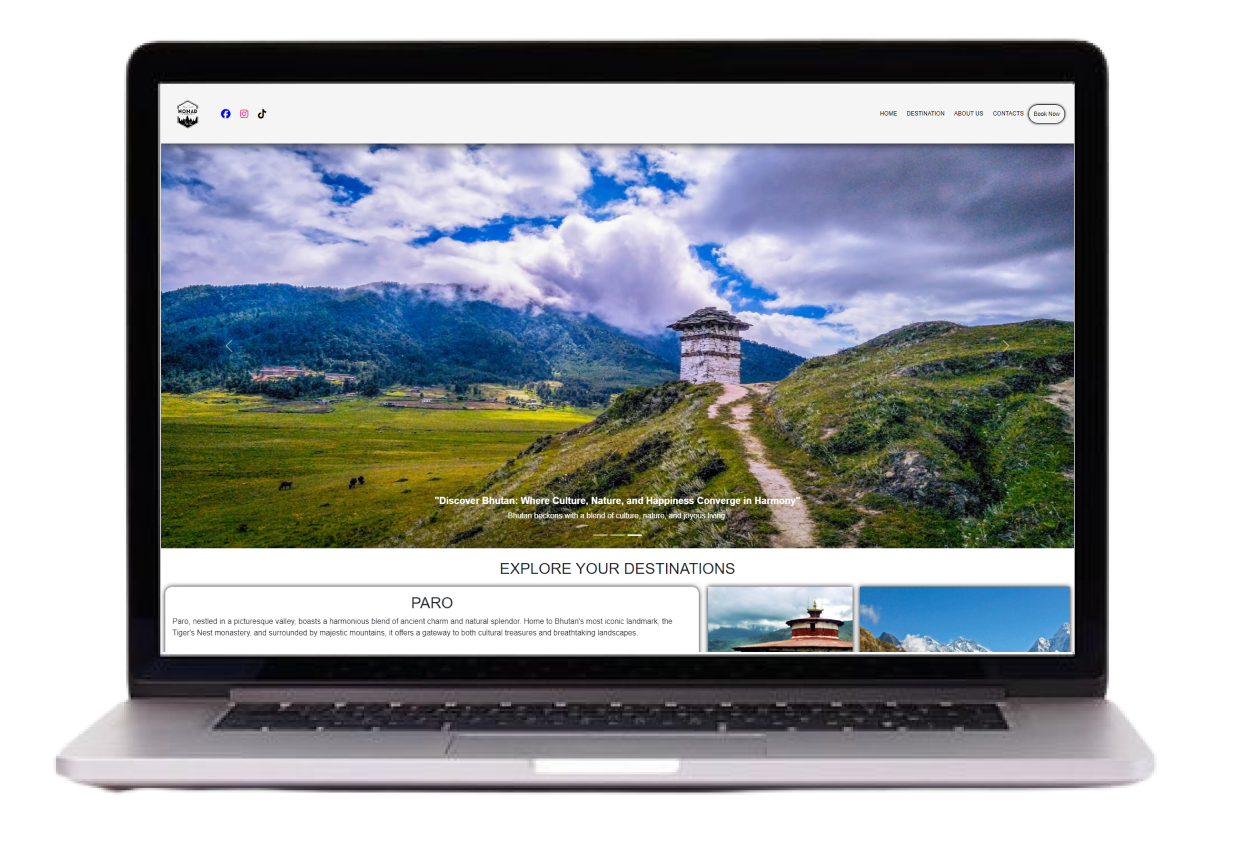 NOMAD
HOME DESTINATION ABOUT US CONTACTS Book Now
"Discover Bhutan: Where Culture, Nature, and Happiness Converge in Harmony"
Bhutan beckons with a blend of culture, nature, and joyous living.
EXPLORE YOUR DESTINATIONS
PARO
Paro, nestled in a picturesque valley, boasts a harmonious blend of ancient charm and natural splendor. Home to Bhutan's most iconic landmark, the
Tiger's Nest monastery, and surrounded by majestic mountains, it offers a gateway to both cultural treasures and breathtaking landscapes.